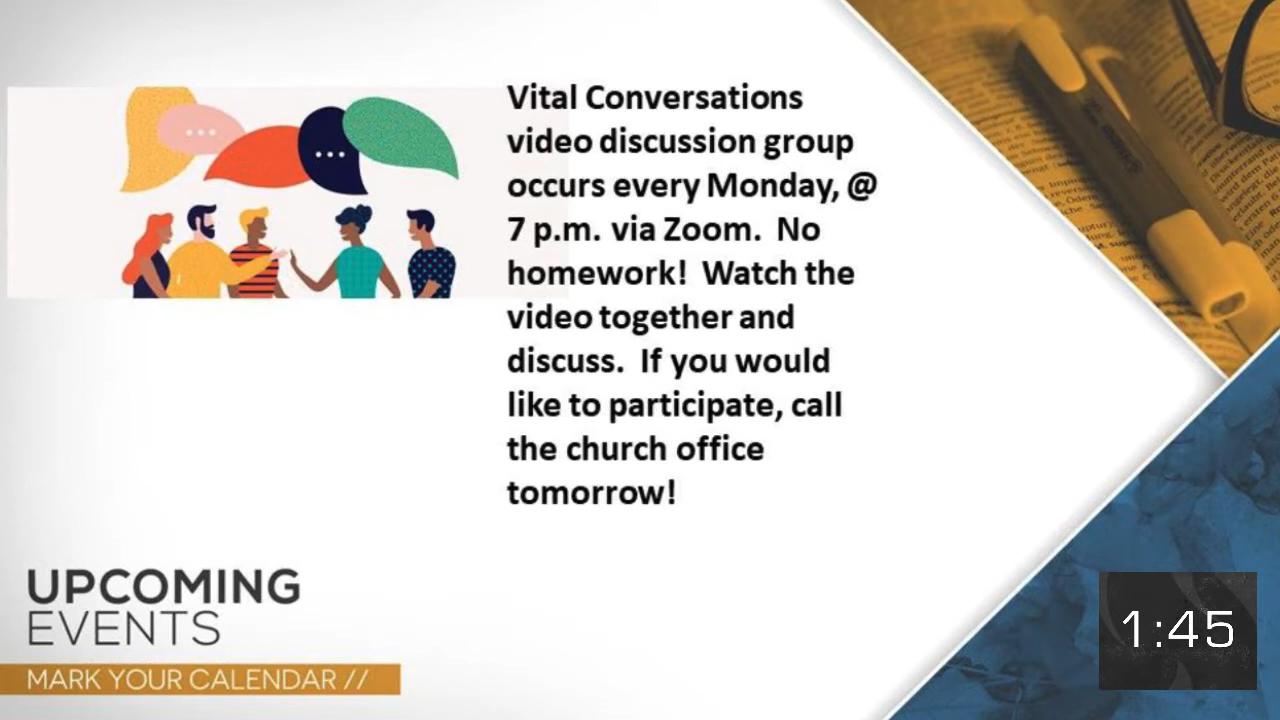 Vital Conversations
video discussion group
occurs every Monday, @
7 p.m. via Zoom.  No
homework!  Watch the
video together and
discuss.  If you would
like to participate, call
the church office
tomorrow!
UPCOMING
EVENTS
MARK YOUR CALENDAR //
1:45